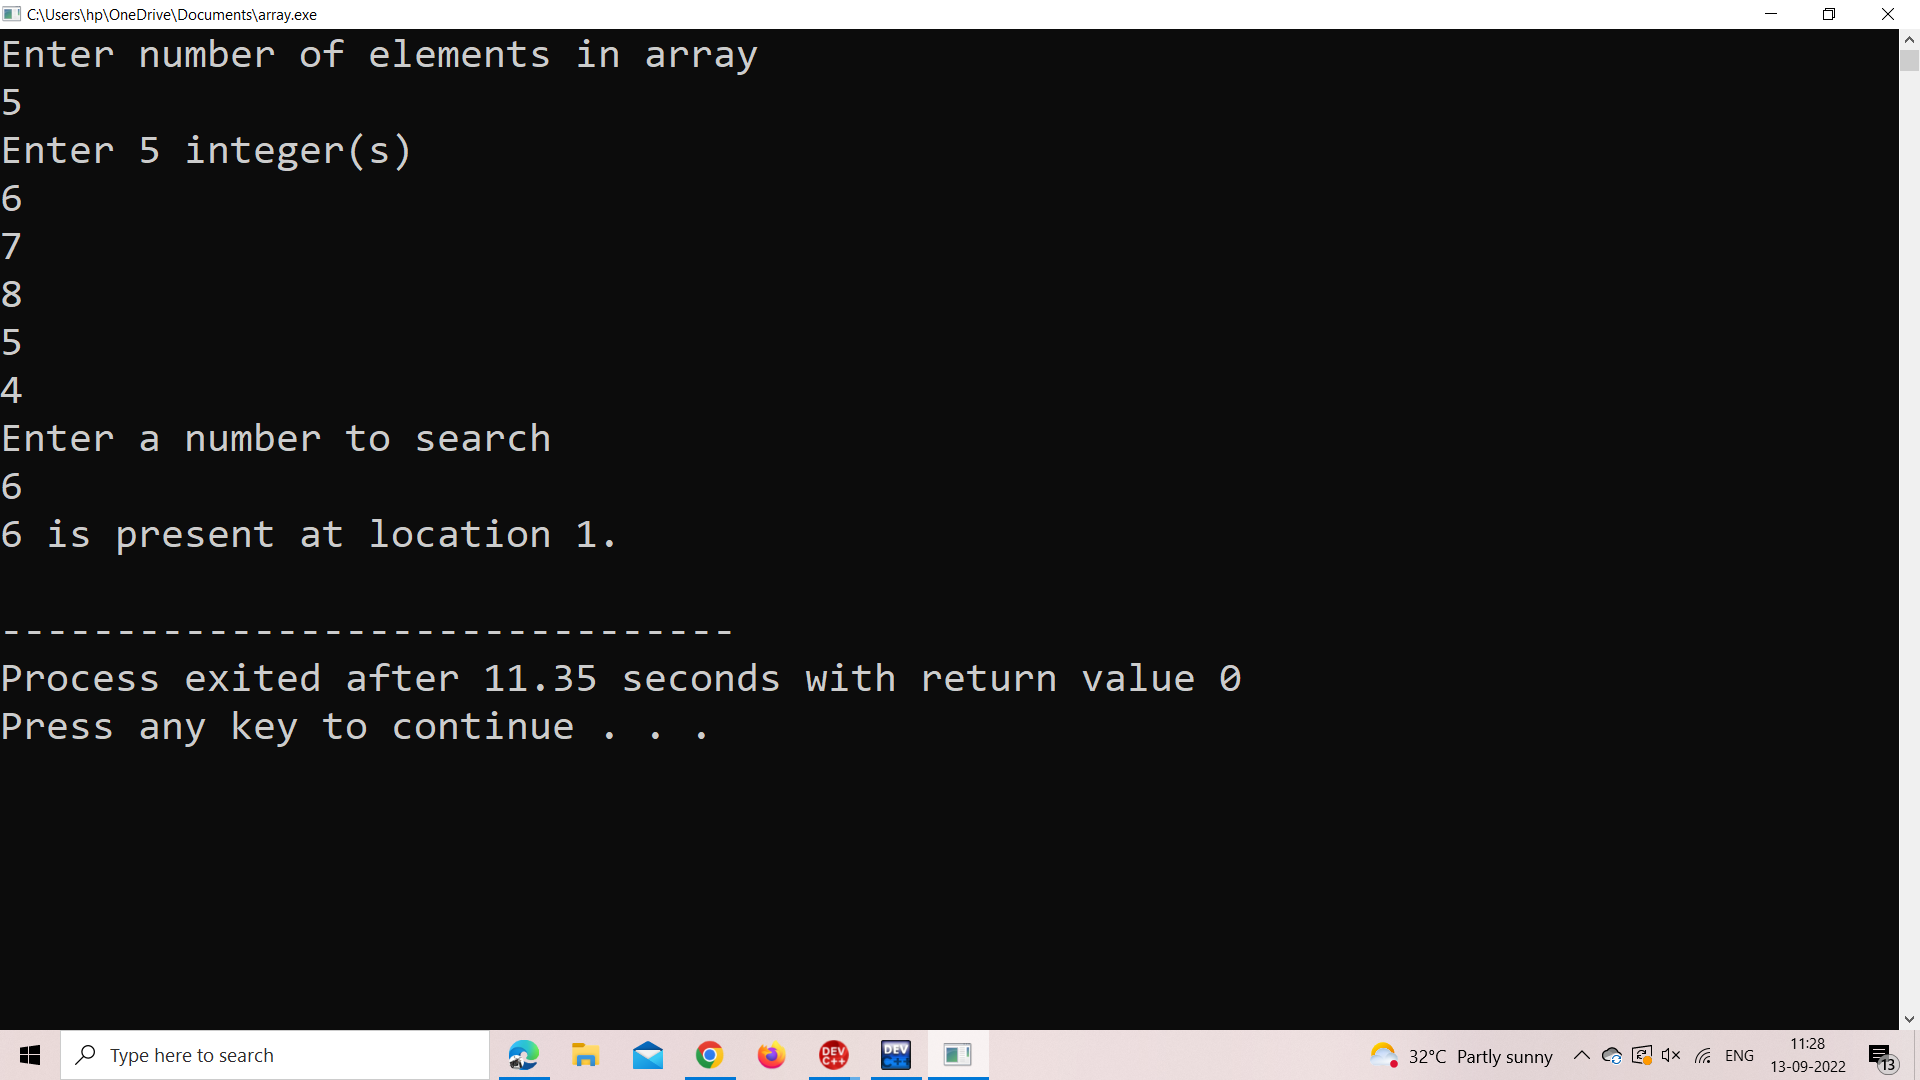 C:\Users\hp\OneDrive\Documents\array.exe
Enter number of elements in array
5
Enter 5 integer(s)
6
7
8
5
4
Enter a number to search
6
6 is present at location 1.
--------------------------------
Process exited after 11.35 seconds with return value 0
Press any key to continue . . .
Type here to search
DEV C++
DEV C++
32°C Partly sunny
ENG
11:28
13-09-2022
13